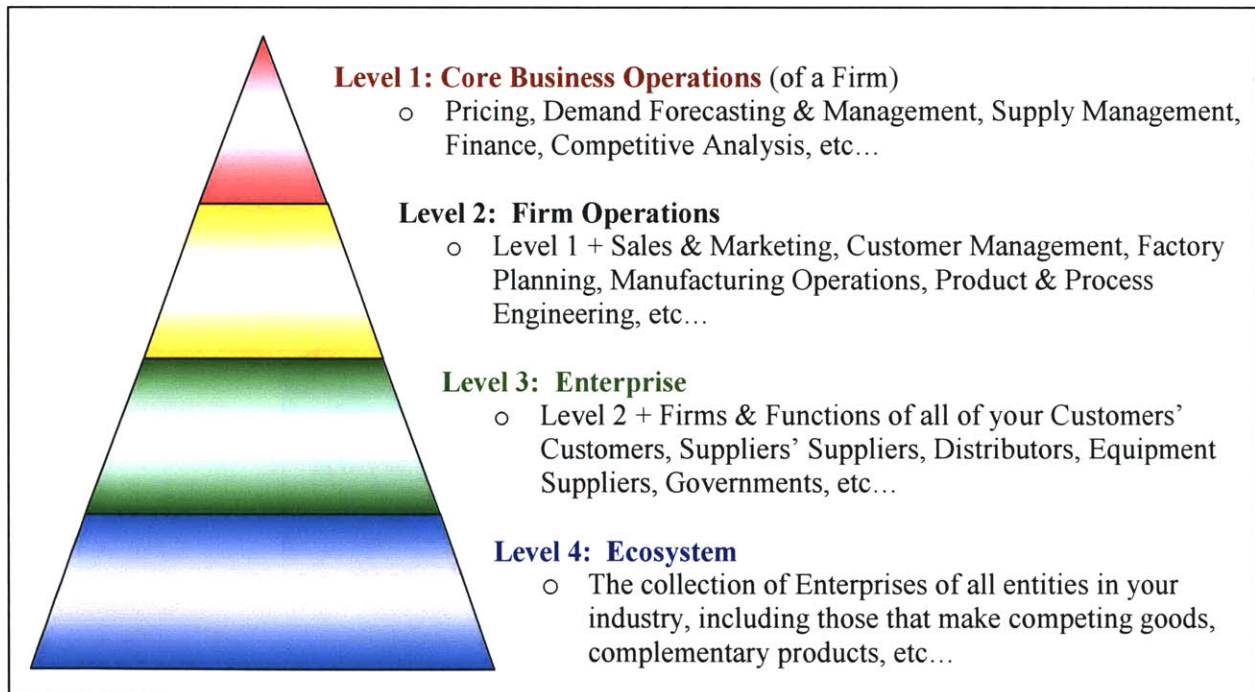 Level 1: Core Business Operations (of a Firm)
o Pricing, Demand Forecasting & Management, Supply Management,
Finance, Competitive Analysis, etc…
Level 2: Firm Operations
o Level 1 + Sales & Marketing, Customer Management, Factory
Planning, Manufacturing Operations, Product & Process
Engineering, etc…
Level 3: Enterprise
o Level 2 + Firms & Functions of all of your Customers’
Customers, Suppliers’ Suppliers, Distributors, Equipment
Suppliers, Governments, etc…
Level 4: Ecosystem
o The collection of Enterprises of all entities in your
industry, including those that make competing goods,
complementary products, etc…